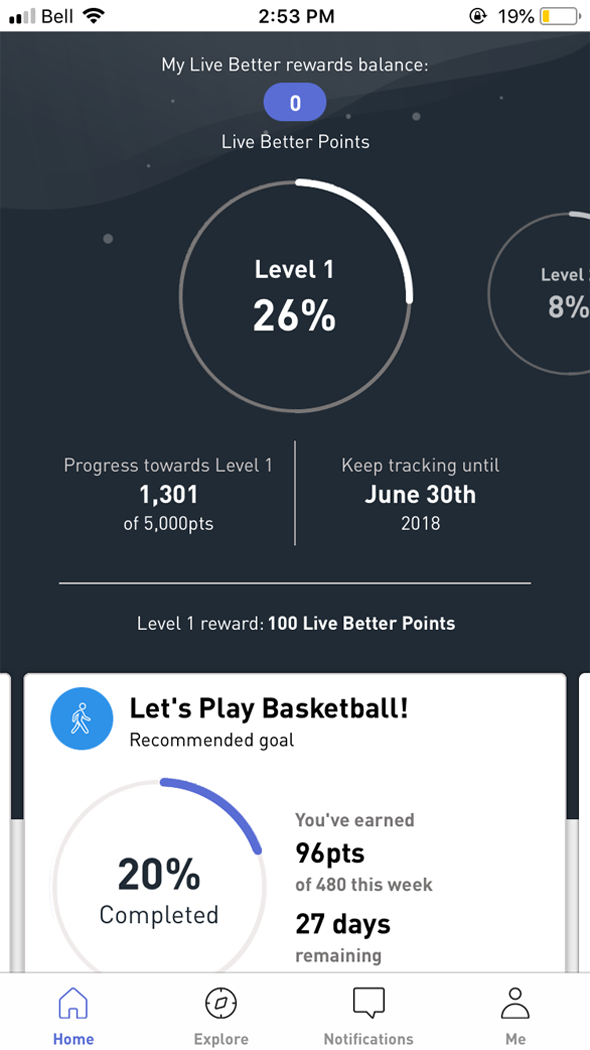 Bell 2:53 PM 19%
My Live Better rewards balance:
0
Live Better Points
Level 1
26%
Level
8%
Progress towards Level 1
1,301
of 5,000pts
Keep tracking until
June 30th
2018
Level 1 reward: 100 Live Better Points
Let's Play Basketball!
Recommended goal
20%
Completed
You've earned
96pts
of 480 this week
27 days
remaining
Home
Explore
Notifications
Me